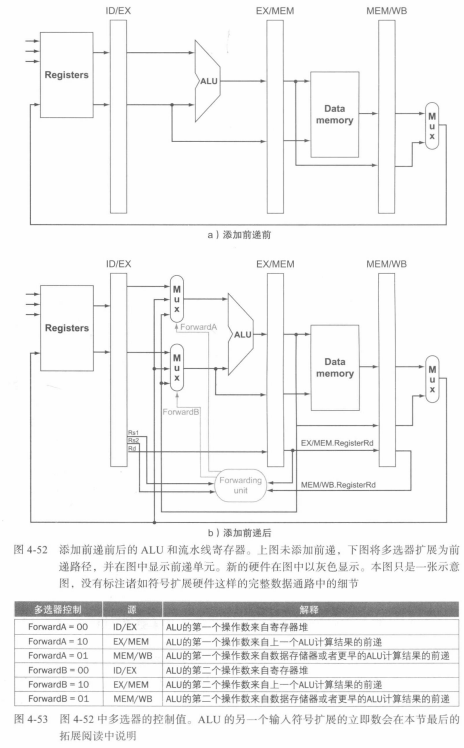 ID/EX
EX/MEM
MEM/WB
Registers
ALU
Data
memory
M
u
x
a）添加前递前
ID/EX
EX/MEM
MEM/WB
Registers
M
u
x
ForwardA
ALU
M
u
x
ForwardB
Data
memory
M
u
x
Rs1
Rs2
Rd
EX/MEM.RegisterRd
Forwarding
unit
MEM/WB.RegisterRd
b）添加前递后
图 4-52 添加前递前后的 ALU 和流水线寄存器。上图未添加前递，下图将多选器扩展为前
递路径，并在图中显示前递单元。新的硬件在图中以灰色显示。本图只是一张示意
图，没有标注诸如符号扩展硬件这样的完整数据通路中的细节
多选器控制 源 解释
ForwardA = 00 ID/EX ALU的第一个操作数来自寄存器堆
ForwardA = 10 EX/MEM ALU的第一个操作数来自上一个ALU计算结果的前递
ForwardA = 01 MEM/WB ALU的第一个操作数来自数据存储器或者更早的ALU计算结果的前递
ForwardB = 00 ID/EX ALU的第二个操作数来自寄存器堆
ForwardB = 10 EX/MEM ALU的第二个操作数来自上一个ALU计算结果的前递
ForwardB = 01 MEM/WB ALU的第二个操作数来自数据存储器或者更早的ALU计算结果的前递
图 4-53 图 4-52 中多选器的控制值。ALU 的另一个输入符号扩展的立即数会在本节最后的
拓展阅读中说明